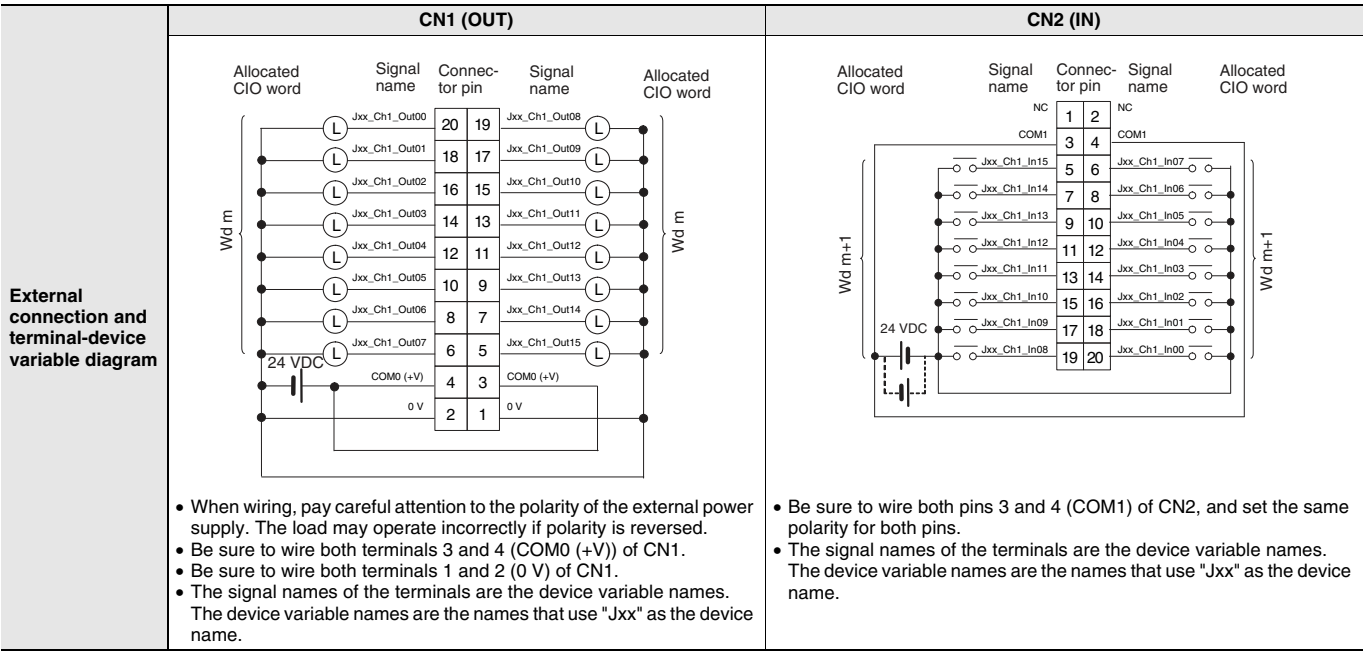 CN1 (OUT)
CN2 (IN)
External
connection and
terminal-device
variable diagram
Allocated
CIO word
Signal
name
Connec-
tor pin
Signal
name
Allocated
CIO word
Wd m
L Jxx_Ch1_Out00 20 19 Jxx_Ch1_Out08 L
L Jxx_Ch1_Out01 18 17 Jxx_Ch1_Out09 L
L Jxx_Ch1_Out02 16 15 Jxx_Ch1_Out10 L
L Jxx_Ch1_Out03 14 13 Jxx_Ch1_Out11 L
L Jxx_Ch1_Out04 12 11 Jxx_Ch1_Out12 L
L Jxx_Ch1_Out05 10 9 Jxx_Ch1_Out13 L
L Jxx_Ch1_Out06 8 7 Jxx_Ch1_Out14 L
L Jxx_Ch1_Out07 6 5 Jxx_Ch1_Out15 L
Wd m
24 VDC
COM0 (+V) 4 3 COM0 (+V)
0 V 2 1 0 V
• When wiring, pay careful attention to the polarity of the external power
supply. The load may operate incorrectly if polarity is reversed.
• Be sure to wire both terminals 3 and 4 (COM0 (+V)) of CN1.
• Be sure to wire both terminals 1 and 2 (0 V) of CN1.
• The signal names of the terminals are the device variable names.
The device variable names are the names that use "Jxx" as the device
name.
Allocated
CIO word
Signal
name
Connec-
tor pin
Signal
name
Allocated
CIO word
NC 1 2 NC
COM1 3 4 COM1
Wd m+1
Jxx_Ch1_In15 5 6 Jxx_Ch1_In07
Jxx_Ch1_In14 7 8 Jxx_Ch1_In06
Jxx_Ch1_In13 9 10 Jxx_Ch1_In05
Jxx_Ch1_In12 11 12 Jxx_Ch1_In04
Jxx_Ch1_In11 13 14 Jxx_Ch1_In03
Jxx_Ch1_In10 15 16 Jxx_Ch1_In02
Jxx_Ch1_In09 17 18 Jxx_Ch1_In01
Jxx_Ch1_In08 19 20 Jxx_Ch1_In00
Wd m+1
24 VDC
• Be sure to wire both pins 3 and 4 (COM1) of CN2, and set the same
polarity for both pins.
• The signal names of the terminals are the device variable names.
The device variable names are the names that use "Jxx" as the device
name.